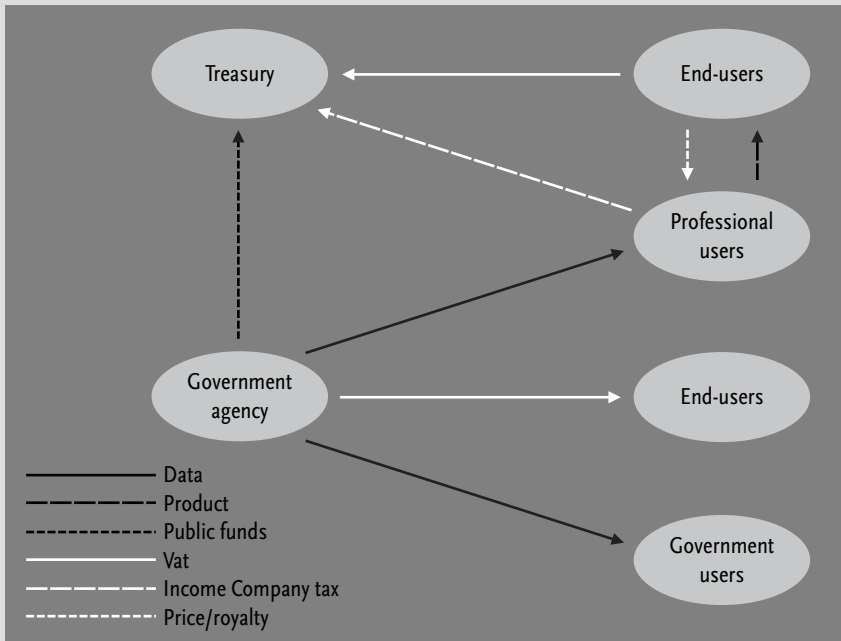 Treasury
End-users
Professional
users
Government
agency
End-users
Government
users
Data
Product
Public funds
Vat
Income Company tax
Price/royalty